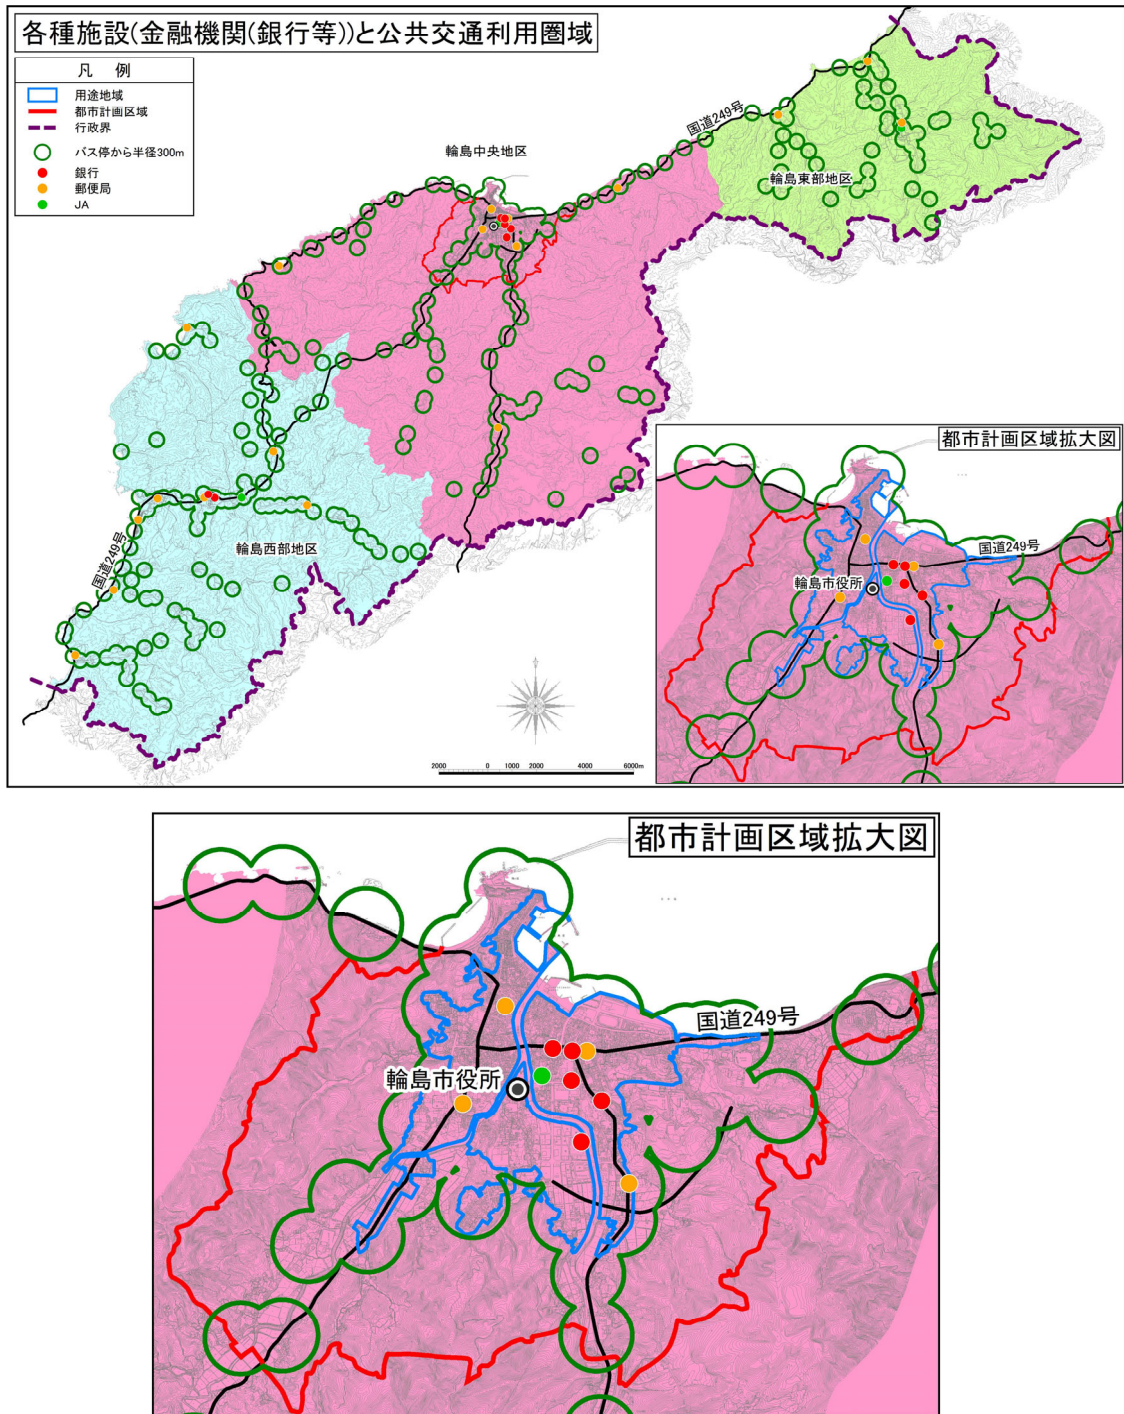 各種施設(金融機関(銀行等))と公共交通利用圏域
凡 例
用途地域
都市計画区域
行政界
バス停から半径300m
銀行
郵便局
JA
輪島中央地区
国道249号
輪島東部地区
輪島西部地区
国道249号
2000 0 1000 2000 4000 6000m
都市計画区域拡大図
国道249号
輪島市役所
都市計画区域拡大図
国道249号
輪島市役所